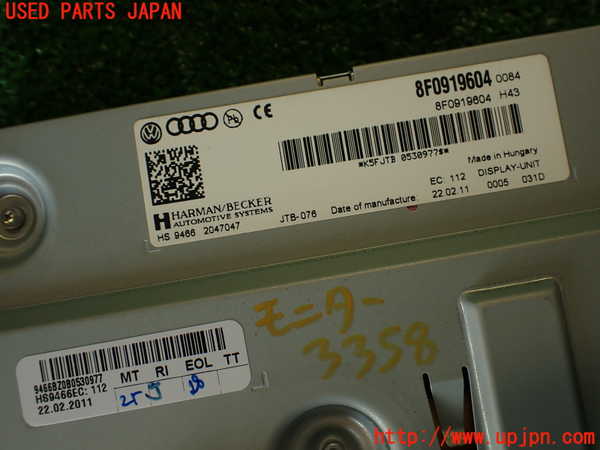 USED PARTS JAPAN
8F0919604 0084
8F0919604 H43
Pb CE
*K5FJTB 0530977$*
Made in Hungary
EC: 112 DISPLAY-UNIT
JTB-076 Date of manufacture: 22.02.11 0005 031D
HARMAN/BECKER
AUTOMOTIVE SYSTEMS
HS 9466 2047047
モニター
3358
9466BZ0B0530977
HS9466EC: 112
22.02.2011
MT RI EOL TT
http://www.upjpn.com/